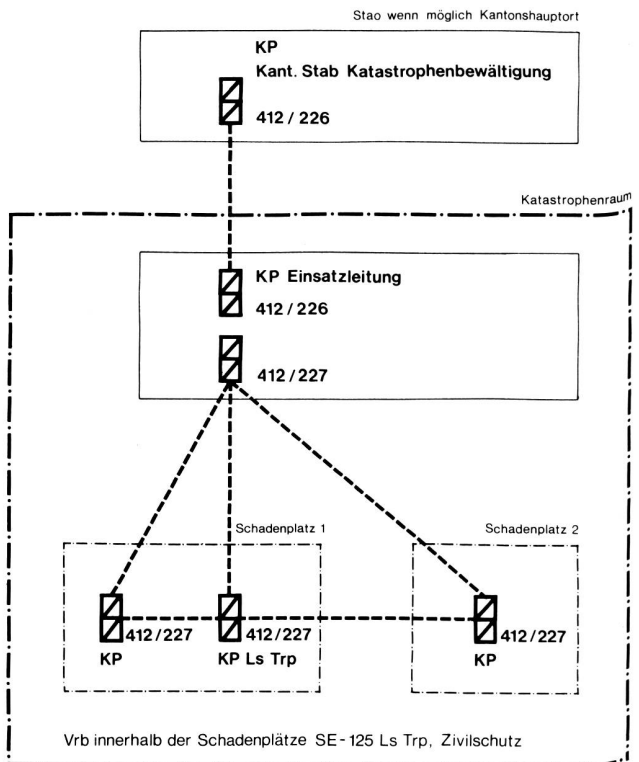 Stao wenn möglich Kantonshauptort
KP
Kant. Stab Katastrophenbewältigung
412 / 226
Katastrophenraum
KP Einsatzleitung
412 / 226
412 / 227
Schadenplatz 1
Schadenplatz 2
412 / 227
412 / 227
412 / 227
KP
KP Ls Trp
KP
Vrb innerhalb der Schadenplätze SE-125 Ls Trp, Zivilschutz